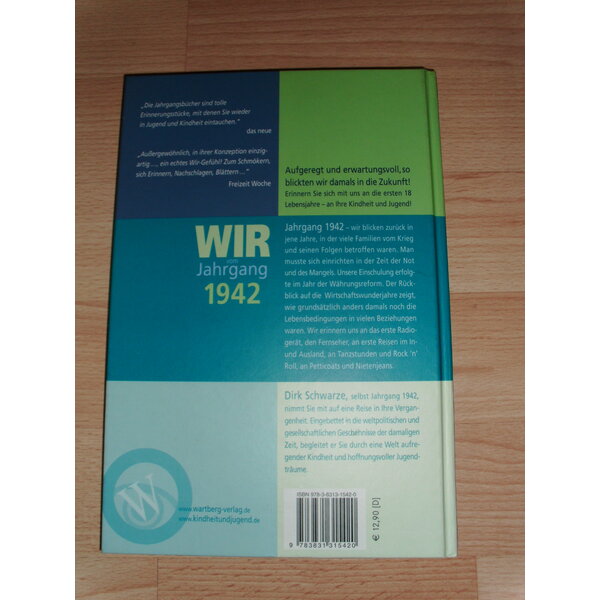 „Die Jahrgangsbücher sind tolle
Erinnerungsstücke, mit denen Sie wieder
in Jugend und Kindheit eintauchen.“
das neue
„Außergewöhnlich, in ihrer Konzeption einzig-
artig ..., ein echtes Wir-Gefühl! Zum Schmökern,
sich Erinnern, Nachschlagen, Blättern ...“
Freizeit Woche
Aufgeregt und erwartungsvoll, so
blickten wir damals in die Zukunft!
Erinnern Sie sich mit uns an die ersten 18
Lebensjahre – an Ihre Kindheit und Jugend!
WIR
vom
Jahrgang
1942
Jahrgang 1942 – wir blicken zurück in
jene Jahre, in der viele Familien vom Krieg
und seinen Folgen betroffen waren. Man
musste sich einrichten in der Zeit der Not
und des Mangels. Unsere Einschulung erfolg-
te im Jahr der Währungsreform. Der Rück-
blick auf die Wirtschaftswunderjahre zeigt,
wie grundsätzlich anders damals noch die
Lebensbedingungen in vielen Beziehungen
waren. Wir erinnern uns an das erste Radio-
gerät, den Fernseher, an erste Reisen im In-
und Ausland, an Tanzstunden und Rock 'n'
Roll, an Petticoats und Nietenjeans.
Dirk Schwarze, selbst Jahrgang 1942,
nimmt Sie mit auf eine Reise in Ihre Vergan-
genheit. Eingebettet in die weltpolitischen und
gesellschaftlichen Geschehnisse der damaligen
Zeit, begleitet er Sie durch eine Welt aufre-
gender Kindheit und hoffnungsvoller Jugend-
träume.
W
www.wartberg-verlag.de
www.kindheitundjugend.de
ISBN 978-3-8313-1542-0
9 783831 315420
€ 12,90 [D]